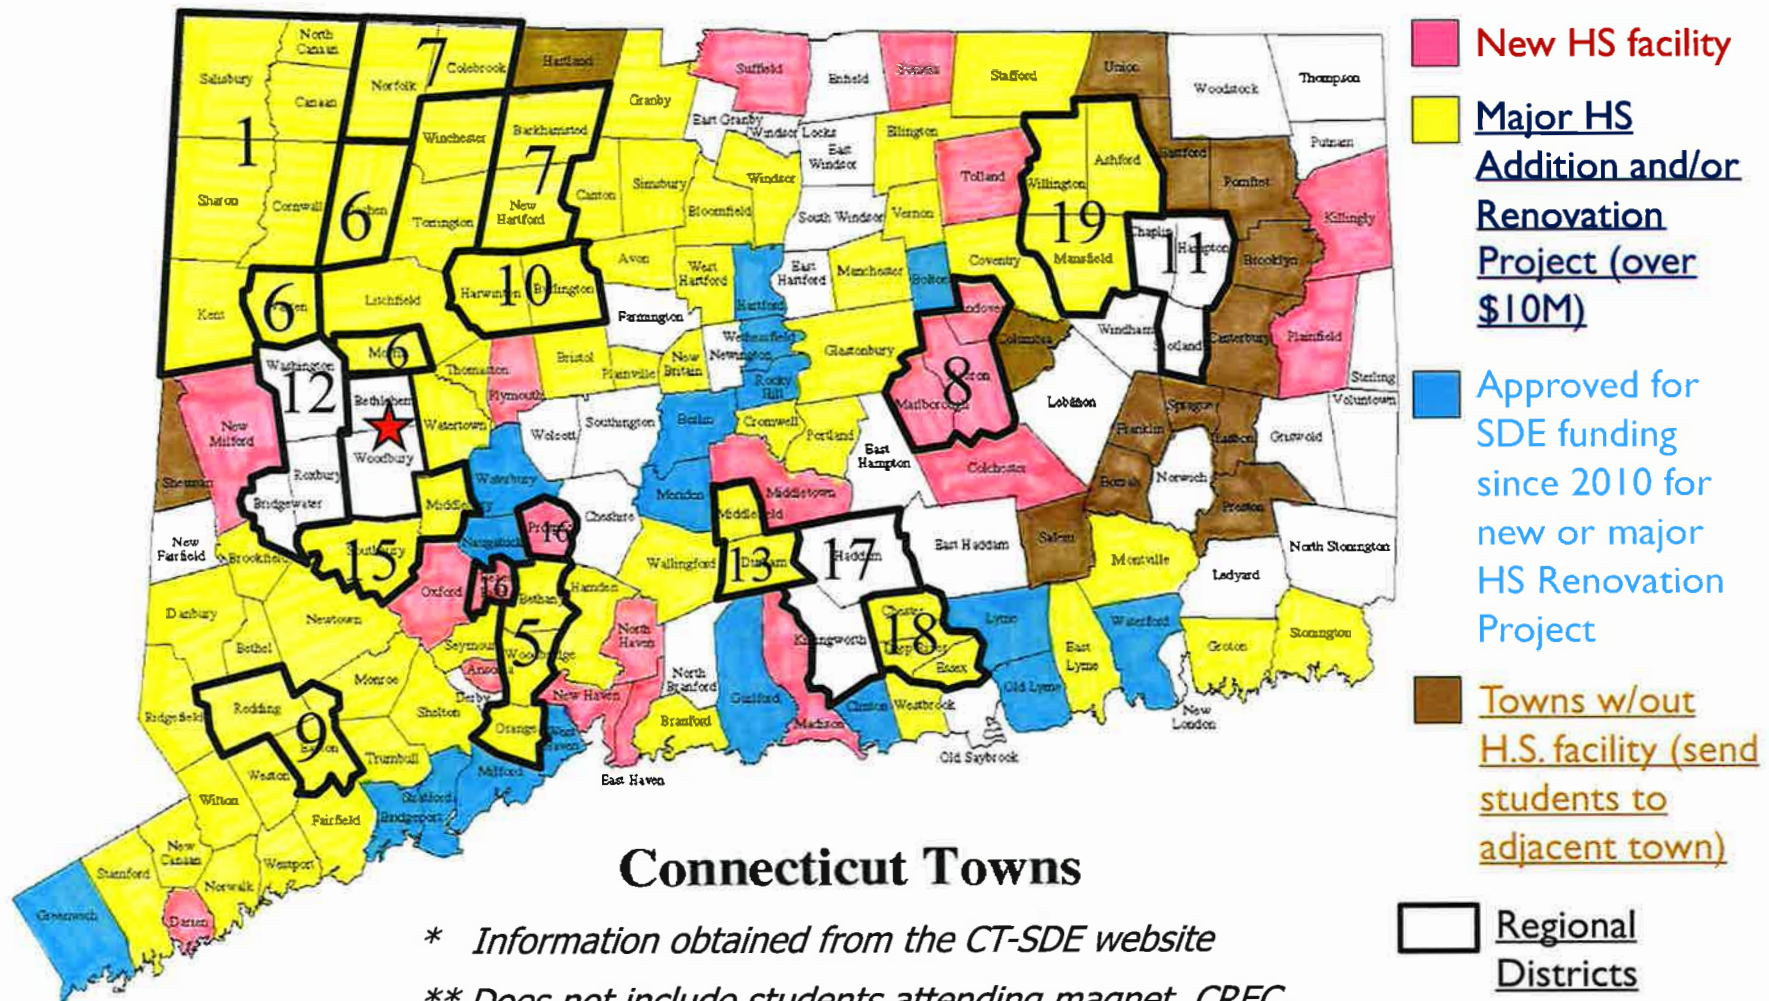 North
Canaan
Salisbury
Canaan
1
Norfolk
7
Colebrook
Hartland
Granby
Suffield
Enfield
Somers
Stafford
Union
Woodstock
Thompson
Winchester
Barkhamsted
East Granby
Windsor Locks
East
Windsor
Ellington
Putnam
Sharon
Cornwall
6
Torrington
7
New
Hartford
Canton
Simsbury
Bloomfield
Windsor
South Windsor
Vernon
Tolland
Willington
Ashford
Pomfret
Killingly
19
Mansfield
Chaplin
Hampton
11
Brooklyn
Kent
6
Litchfield
Harwinton
10
Burlington
Avon
West
Hartford
Hartford
East
Hartford
Manchester
Bolton
Coventry
Farmington
Wethersfield
Newington
Glastonbury
Andover
Columbia
Windham
Scotland
Canterbury
Plainfield
Sterling
Washington
12
6
Thomaston
Plymouth
Bristol
Plainville
New
Britain
Rocky
Hill
8
Marlborough
Lebanon
Voluntown
New
Milford
Bethlehem
Woodbury
Watertown
Wolcott
Southington
Berlin
Cromwell
Portland
East
Hampton
Colchester
Franklin
Sprague
Griswold
Sherman
Roxbury
Bridgewater
Waterbury
Meriden
Middletown
Bozrah
Norwich
Preston
New
Fairfield
Brookfield
15
Naugatuck
16
Cheshire
Wallingford
13
Durham
Middlefield
17
Haddam
East Haddam
Salem
Montville
Ledyard
North Stonington
Danbury
Newtown
Oxford
16
Bethany
Hamden
Bethel
Seymour
5
Woodbridge
North
Haven
Killingworth
Chester
18
Essex
Lyme
East
Lyme
Waterford
Groton
Stonington
Ridgefield
Redding
9
Easton
Monroe
Shelton
Derby
Orange
New Haven
North
Branford
Guilford
Madison
Clinton
Westbrook
Old Lyme
New
London
Branford
Old Saybrook
East Haven
Trumbull
Milford
Weston
Wilton
Fairfield
Stratford
Bridgeport
New
Canaan
Westport
Norwalk
Stamford
Darien
Greenwich
Connecticut Towns
* Information obtained from the CT-SDE website
** Does not include students attending magnet, CREC
New HS facility
Major HS
Addition and/or
Renovation
Project (over
$10M)
Approved for
SDE funding
since 2010 for
new or major
HS Renovation
Project
Towns w/out
H.S. facility (send
students to
adjacent town)
Regional
Districts